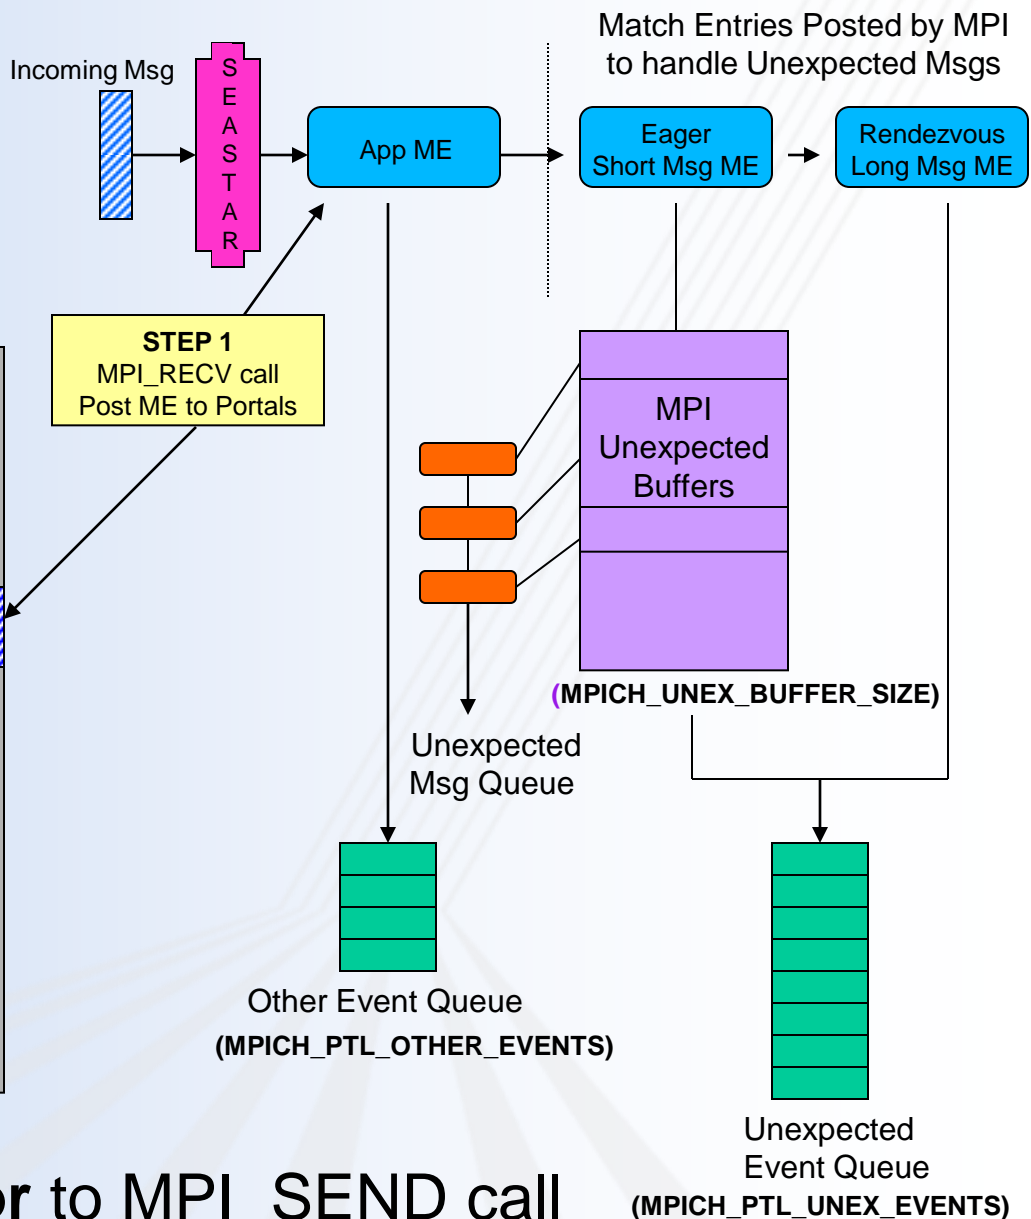 Match Entries Posted by MPI
to handle Unexpected Msgs
Incoming Msg
S
E
A
S
T
A
R
App ME
Eager
Short Msg ME
Rendezvous
Long Msg ME
STEP 1
MPI_RECV call
Post ME to Portals
MPI
Unexpected
Buffers
(MPICH_UNEX_BUFFER_SIZE)
Unexpected
Msg Queue
Other Event Queue
(MPICH_PTL_OTHER_EVENTS)
Unexpected
Event Queue
(MPICH_PTL_UNEX_EVENTS)
to MPI_SEND call